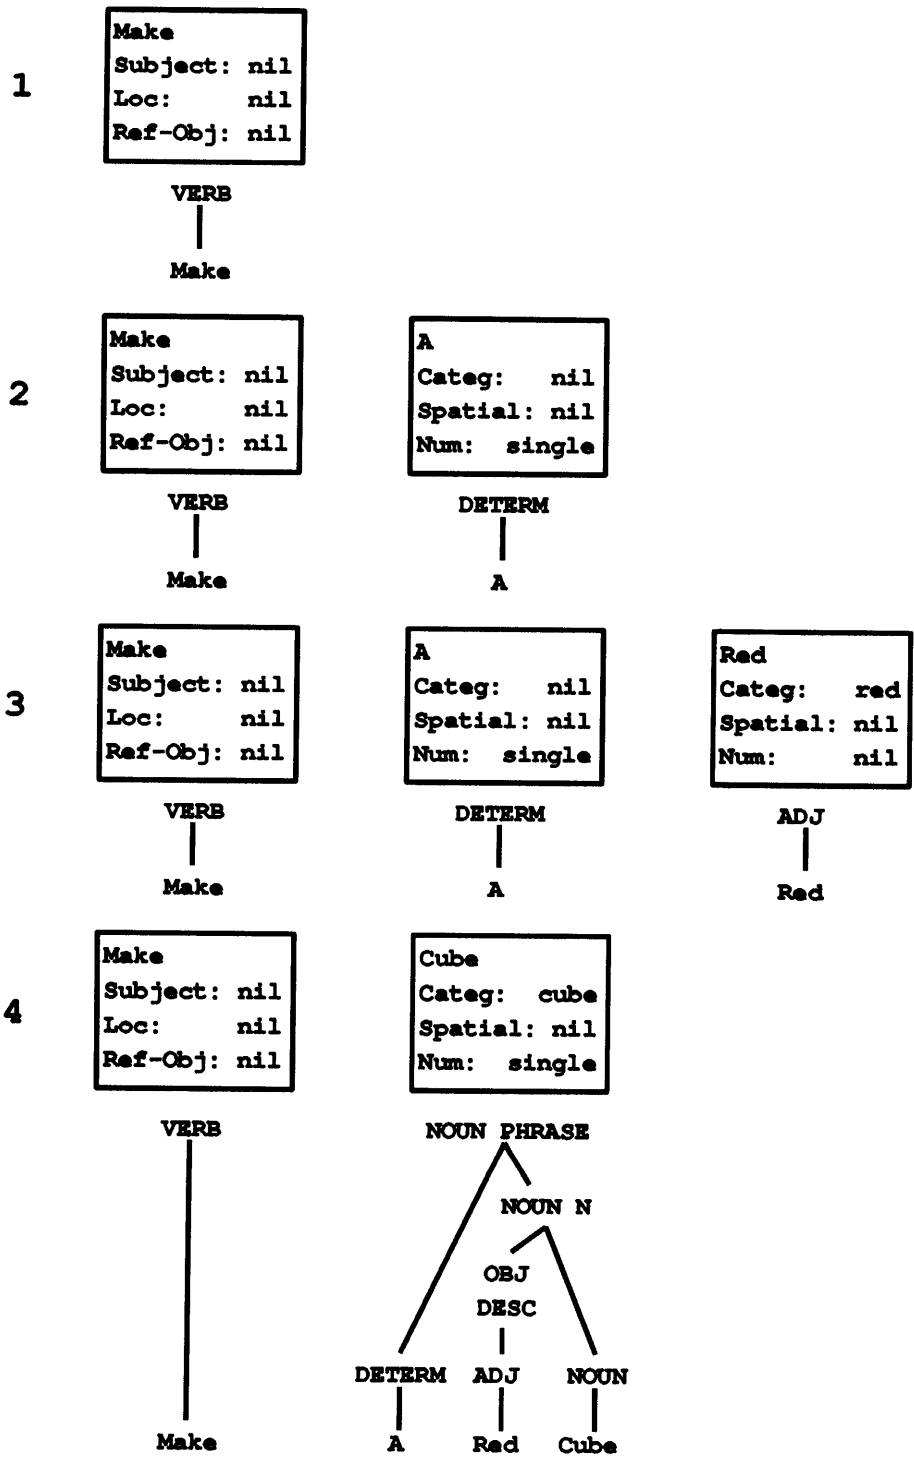 1
Make
Subject: nil
Loc: nil
Ref-Obj: nil
VERB
Make
2
Make
Subject: nil
Loc: nil
Ref-Obj: nil
VERB
Make
A
Categ: nil
Spatial: nil
Num: single
DETERM
A
3
Make
Subject: nil
Loc: nil
Ref-Obj: nil
VERB
Make
A
Categ: nil
Spatial: nil
Num: single
DETERM
A
Red
Categ: red
Spatial: nil
Num: nil
ADJ
Red
4
Make
Subject: nil
Loc: nil
Ref-Obj: nil
VERB
Make
Cube
Categ: cube
Spatial: nil
Num: single
NOUN PHRASE
NOUN N
OBJ
DESC
DETERM ADJ NOUN
A Red Cube